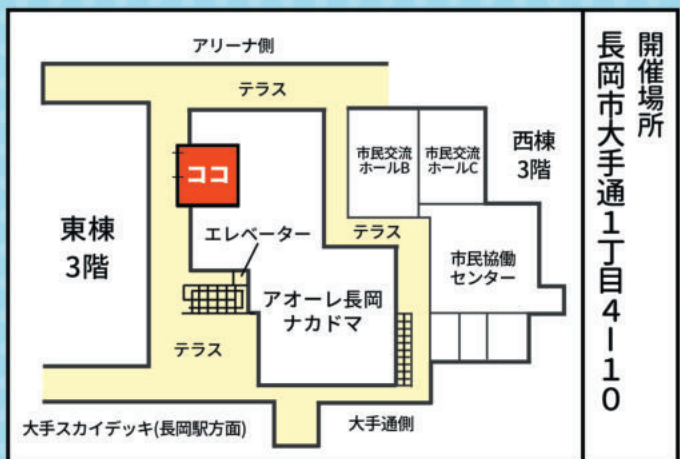 開催場所
長岡市大手通1丁目4ー10
アリーナ側
テラス
ココ
市民交流
ホールB
市民交流
ホールC
西棟
3階
東棟
3階
エレベーター
テラス
市民協働
センター
アオーレ長岡
ナカドマ
テラス
大手スカイデッキ(長岡駅方面)
大手通側